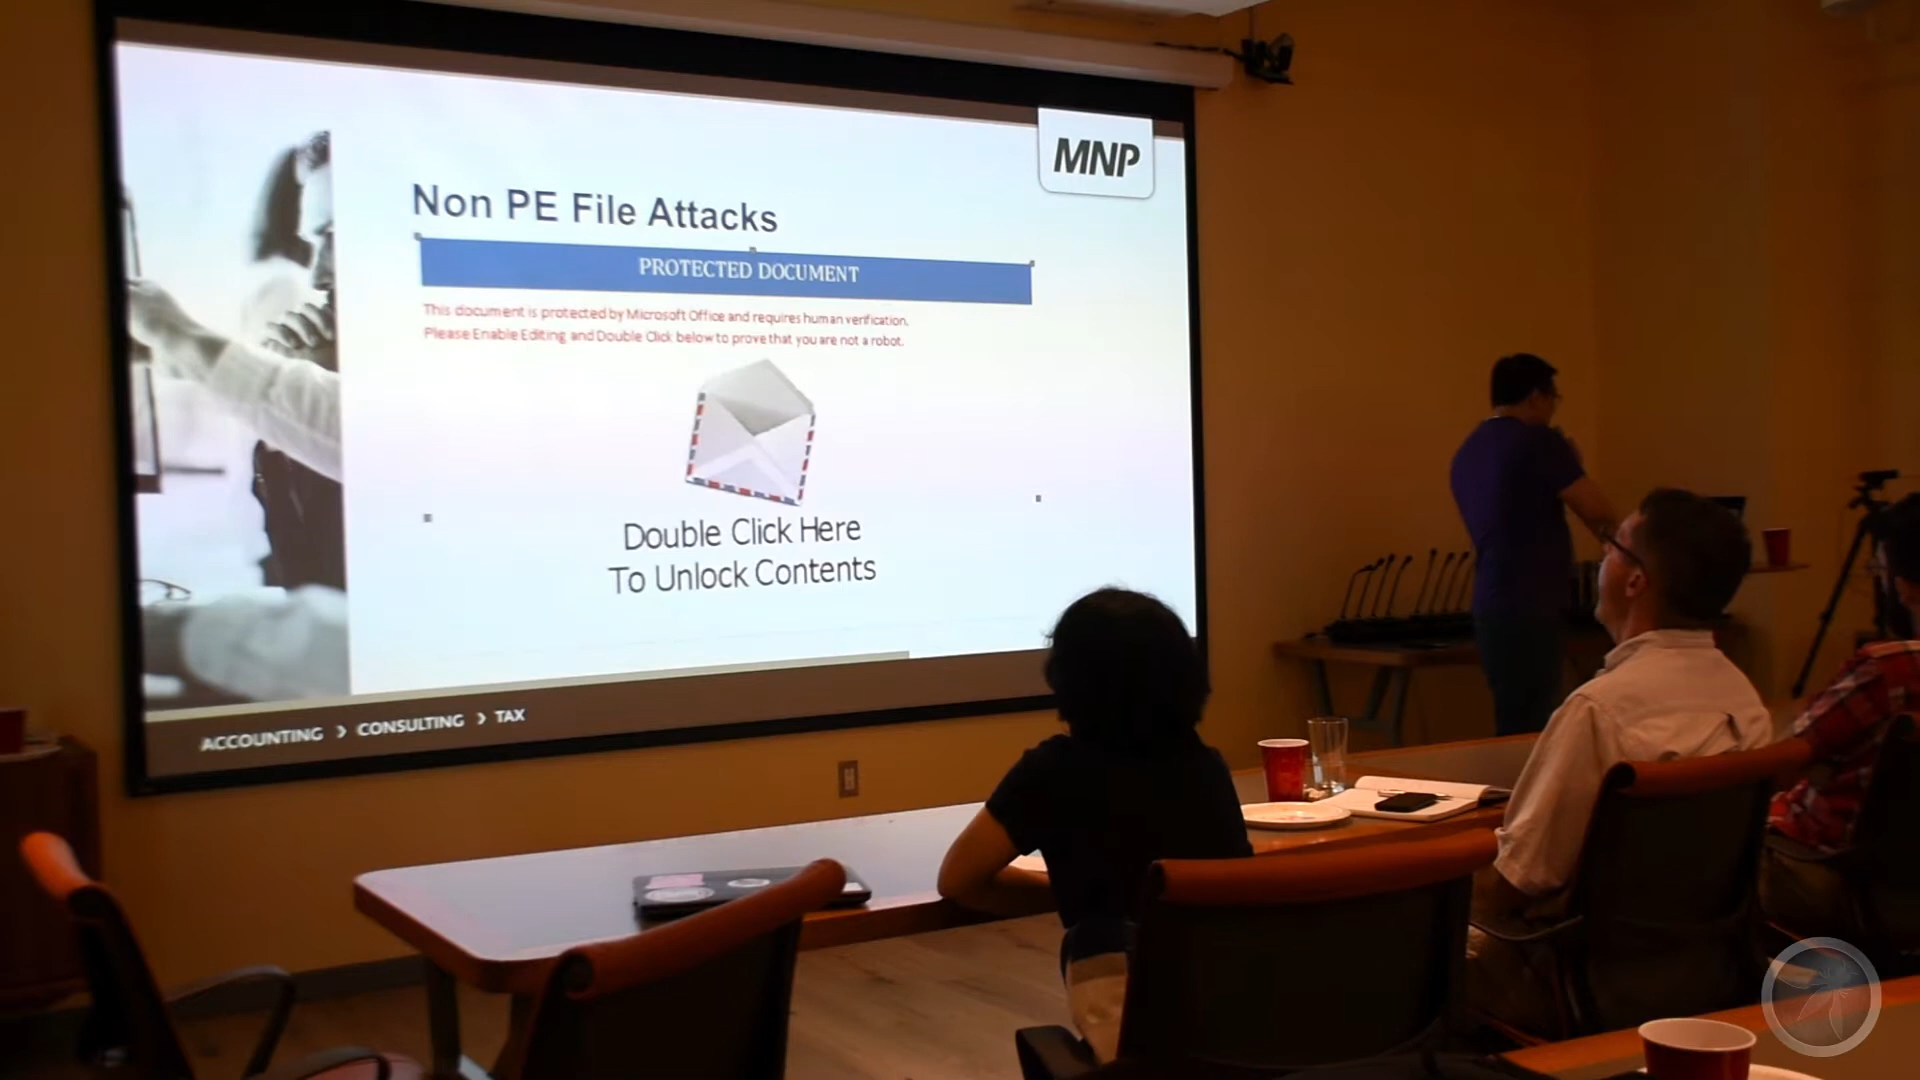 MNP
Non PE File Attacks
PROTECTED DOCUMENT
This document is protected by Microsoft Office and requires human verification.
Please Enable Editing and Double Click below to prove that you are not a robot.
Double Click Here
To Unlock Contents
ACCOUNTING > CONSULTING > TAX